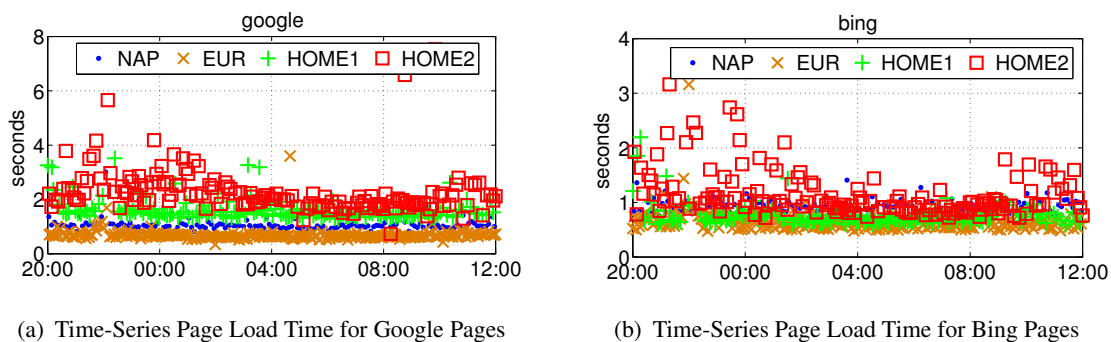 google
8
6
4
2
0
seconds
NAP EUR HOME1 HOME2
20:00 00:00 04:00 08:00 12:00
(a) Time-Series Page Load Time for Google Pages
bing
4
3
2
1
0
seconds
NAP EUR HOME1 HOME2
20:00 00:00 04:00 08:00 12:00
(b) Time-Series Page Load Time for Bing Pages